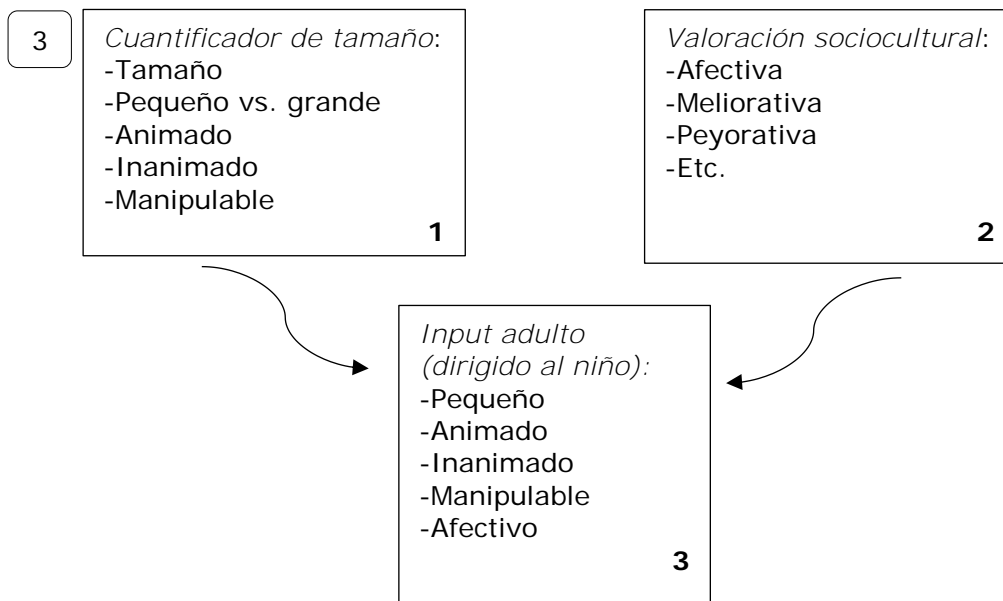 3
Cuantificador de tamaño:
-Tamaño
-Pequeño vs. grande
-Animado
-Inanimado
-Manipulable
1
Valoración sociocultural:
-Afectiva
-Meliorativa
-Peyorativa
-Etc.
2
Input adulto
(dirigido al niño):
-Pequeño
-Animado
-Inanimado
-Manipulable
-Afectivo
3